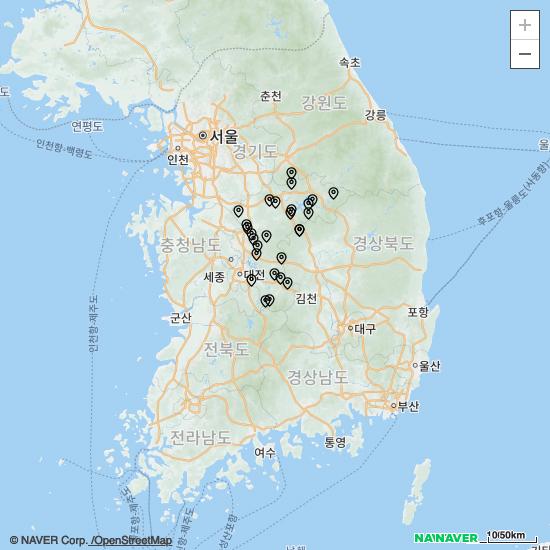 속초
도
춘천
강원도
강릉
연평도
서울
울
인천항-백령도
인천
경기도
후포항-울릉도(사동항)
충청남도
경상북도
세종
대전
김천
인천항-제주도
군산
포항
대구
전북도
울산
경상남도
부산
전라남도
통영
여수
© NAVER Corp. /OpenStreetMap
NAVER
10/50km